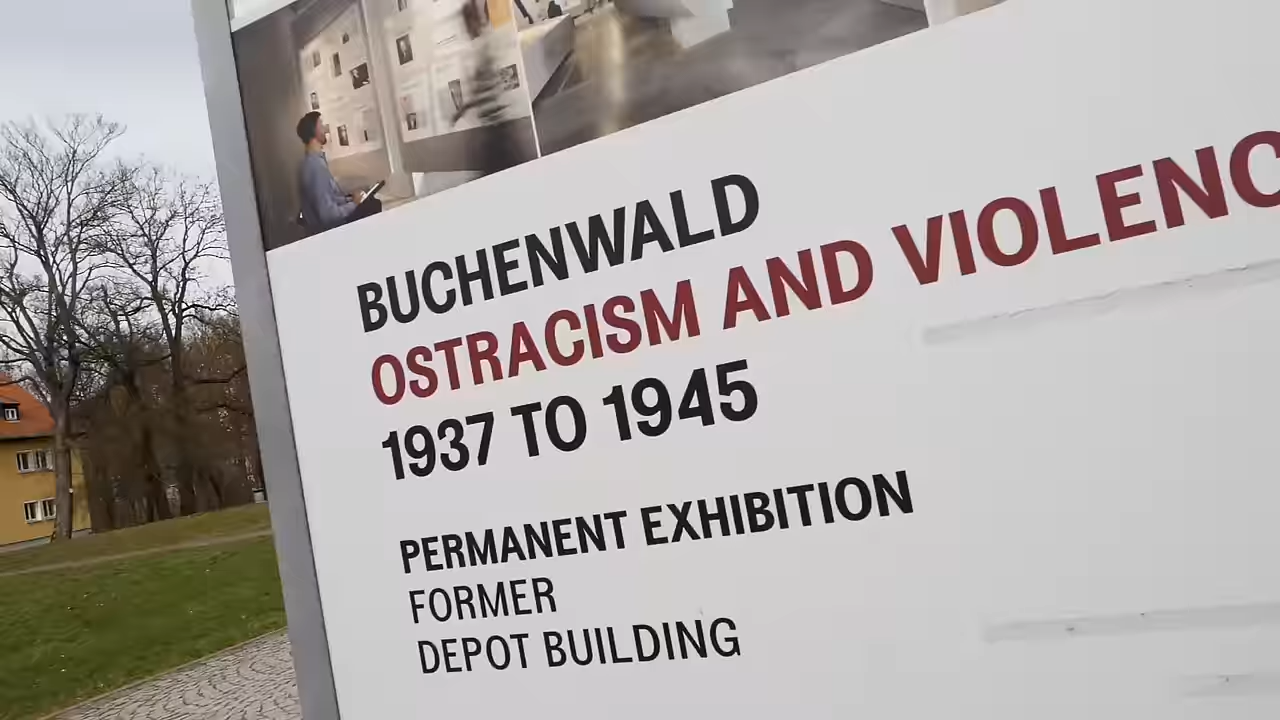 BUCHENWALD
OSTRACISM AND VIOLENC
1937 TO 1945
PERMANENT EXHIBITION
FORMER
DEPOT BUILDING